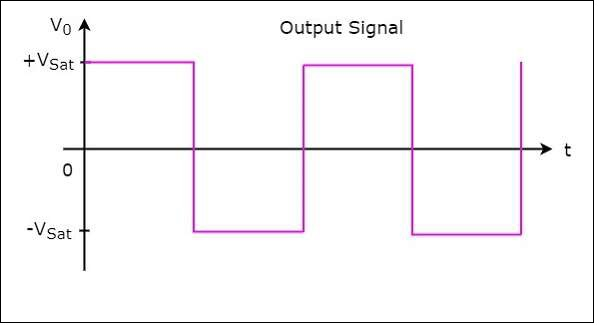 V₀
Output Signal
+VSat
t
0
-VSat